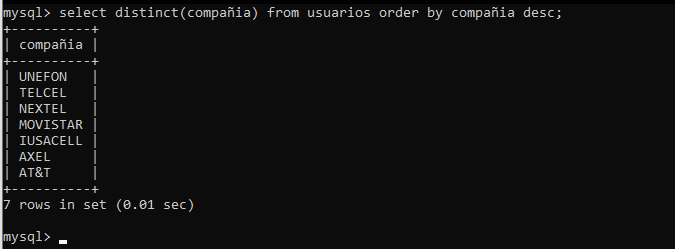 mysql> select distinct(compañia) from usuarios order by compañia desc;
+----------+
| compañia |
+----------+
| UNEFON   |
| TELCEL   |
| NEXTEL   |
| MOVISTAR |
| IUSACELL |
| AXEL     |
| AT&T     |
+----------+
7 rows in set (0.01 sec)
mysql> _